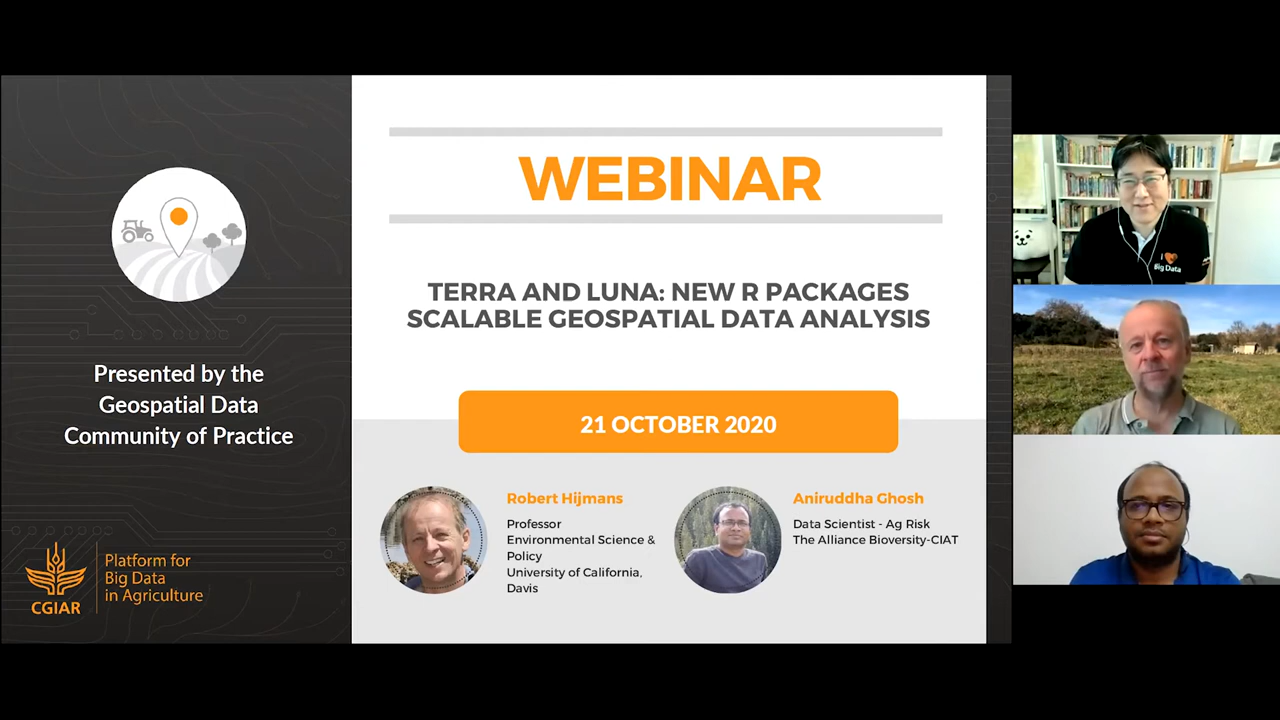 WEBINAR
TERRA AND LUNA: NEW R PACKAGES
SCALABLE GEOSPATIAL DATA ANALYSIS
21 OCTOBER 2020
Presented by the
Geospatial Data
Community of Practice
CGIAR
Platform for
Big Data
in Agriculture
Robert Hijmans
Professor
Environmental Science &
Policy
University of California,
Davis
Aniruddha Ghosh
Data Scientist - Ag Risk
The Alliance Bioversity-CIAT
I
Big Data